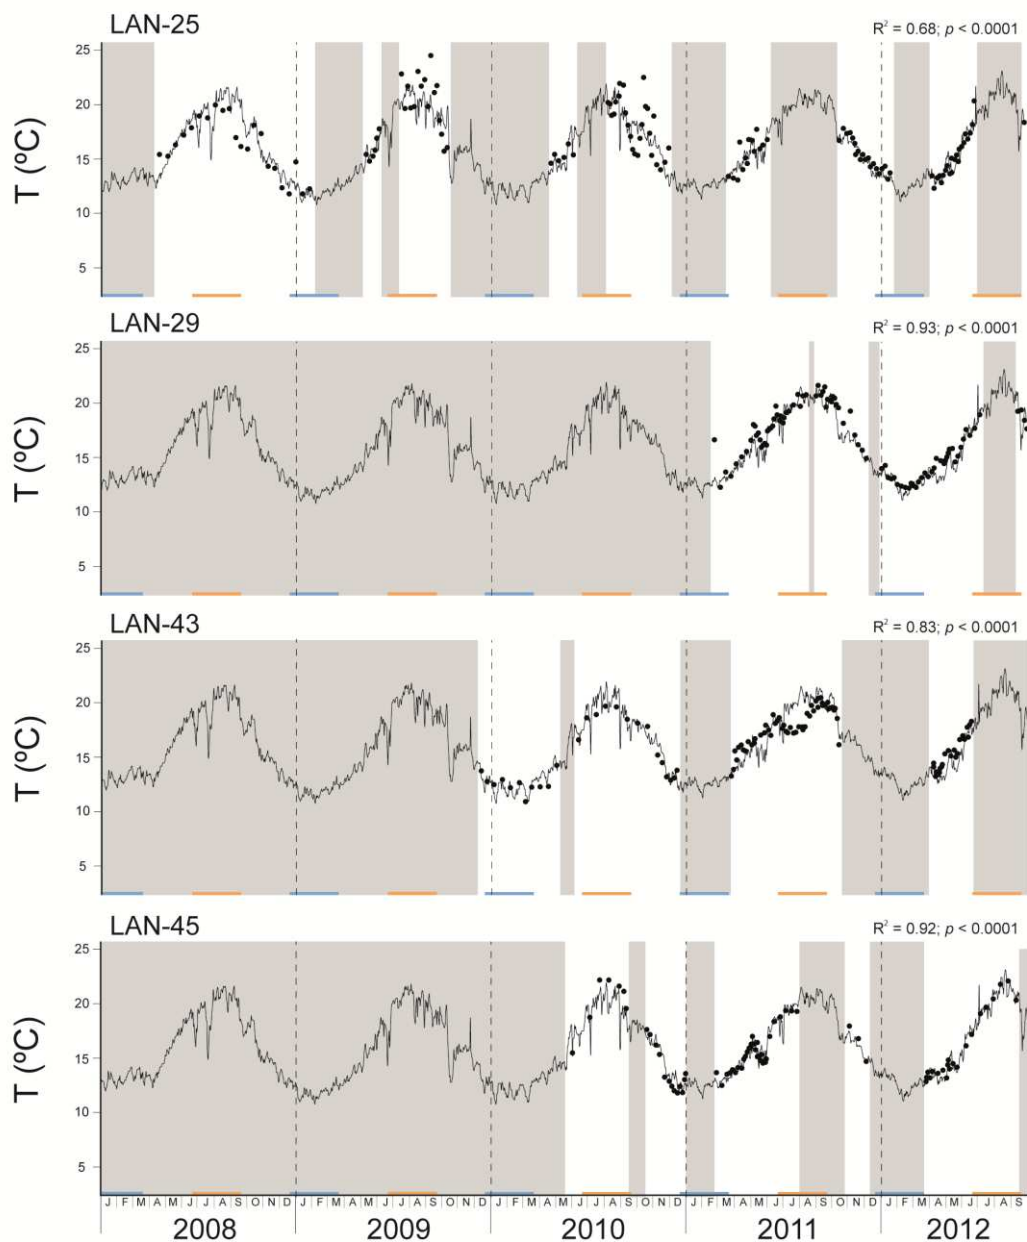 LAN-25
R² = 0.68; p < 0.0001
25
20
15
10
5
T (ºC)
LAN-29
R² = 0.93; p < 0.0001
25
20
15
10
5
T (ºC)
LAN-43
R² = 0.83; p < 0.0001
25
20
15
10
5
T (ºC)
LAN-45
R² = 0.92; p < 0.0001
25
20
15
10
5
T (ºC)
J F M A M J J A S O N D J F M A M J J A S O N D J F M A M J J A S O N D J F M A M J J A S O N D J F M A M J J A S
2008 2009 2010 2011 2012